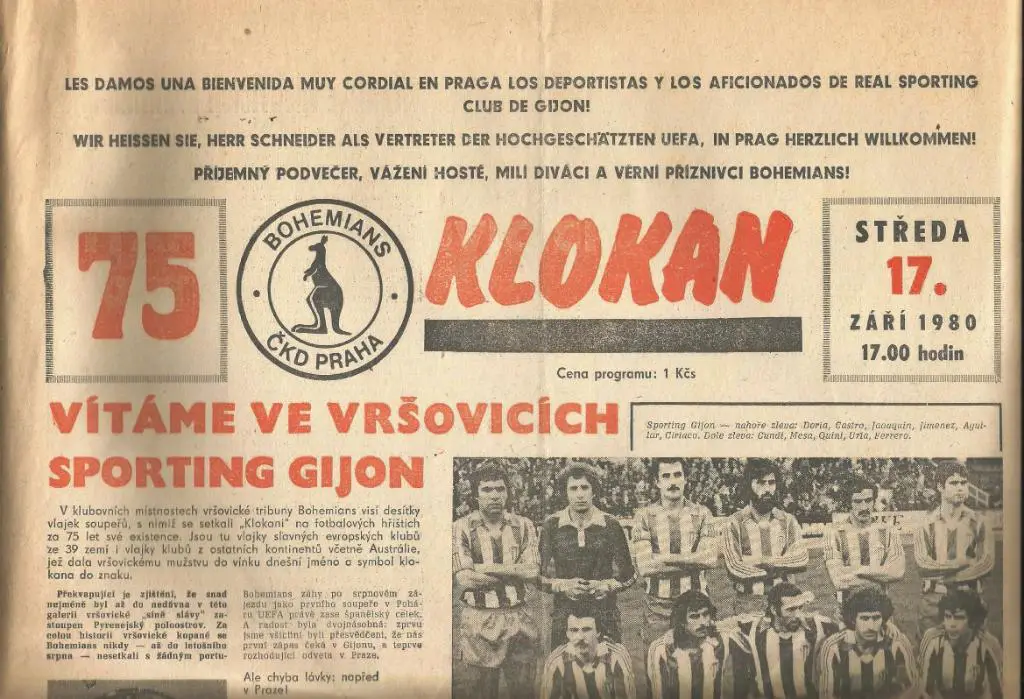 LES DAMOS UNA BIENVENIDA MUY CORDIAL EN PRAGA LOS DEPORTISTAS Y LOS AFICIONADOS DE REAL SPORTING
CLUB DE GIJON!
WIR HEISSEN SIE, HERR SCHNEIDER ALS VERTRETER DER HOCHGESCHÄTZTEN UEFA, IN PRAG HERZLICH WILLKOMMEN!
PŘÍJEMNÝ PODVEČER, VÁŽENÍ HOSTÉ, MILÍ DIVÁCI A VĚRNÍ PŘÍZNIVCI BOHEMIANS!
75
BOHEMIANS
ČKD PRAHA
KLOKAN
Cena programu: 1 Kčs
STŘEDA
17.
ZÁŘÍ 1980
17.00 hodin
VÍTÁME VE VRŠOVICÍCH
SPORTING GIJON
Sporting Gijon — nahoře zleva: Doria, Castro, Jaoaquin, Jimenez, Agui-
lar, Ciriaco. Dole zleva: Cundi, Mesa, Quini, Uria, Ferrero.
V klubovních místnostech vršovické tribuny Bohemians visí desítky
vlajek soupeřů, s nimiž se setkali „Klokani" na fotbalových hřištích
za 75 let své existence. Jsou tu vlajky slavných evropských klubů
ze 39 zemí i vlajky klubů z ostatních kontinentů včetně Austrálie,
jež dala vršovickému mužstvu do vínku dnešní jméno a symbol klo-
kana do znaku.
Překvapující je zjištění, že snad
nejméně byl až do nedávna v této
galerii vršovické „síně slávy" za-
stoupen Pyrenejský poloostrov. Za
celou historii vršovické kopané se
Bohemians nikdy — až do letošního
srpna — nesetkali s žádným portu-
Bohemians záhy po srpnovém zá-
jezdu jako prvního soupeře v Pohá-
ru UEFA právě zase španělský celek.
A radost byla dvojnásobná: zprvu
jsme všichni byli přesvědčeni, že nás
první zápas čeká v Gijonu, a teprve
rozhodující odveta v Praze.
Ale chyba lávky: napřed
v Praze!